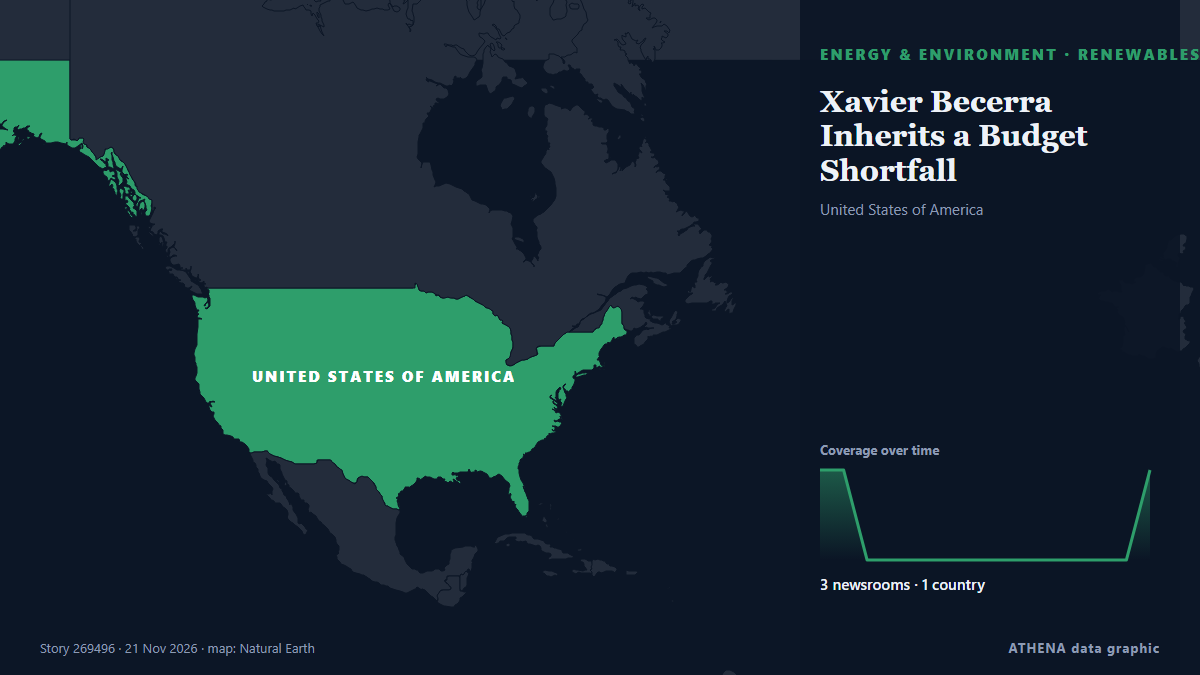 ENERGY & ENVIRONMENT · RENEWABLES
Xavier Becerra
Inherits a Budget
Shortfall
United States of America
UNITED STATES OF AMERICA
Coverage over time
3 newsrooms · 1 country
Story 269496 · 21 Nov 2026 · map: Natural Earth
ATHENA data graphic